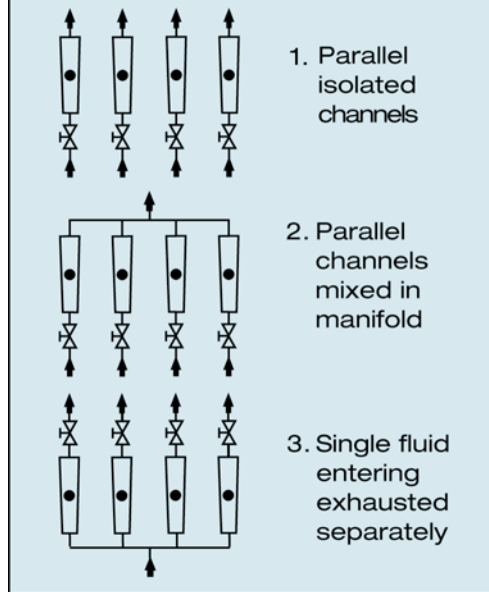 1. Parallel
isolated
channels
2. Parallel
channels
mixed in
manifold
3. Single fluid
entering
exhausted
separately